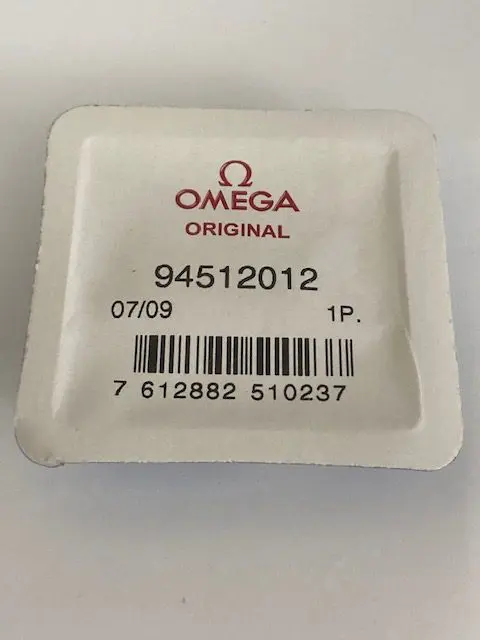 Ω
OMEGA
ORIGINAL
94512012
07/09 1P.
7 612882 510237